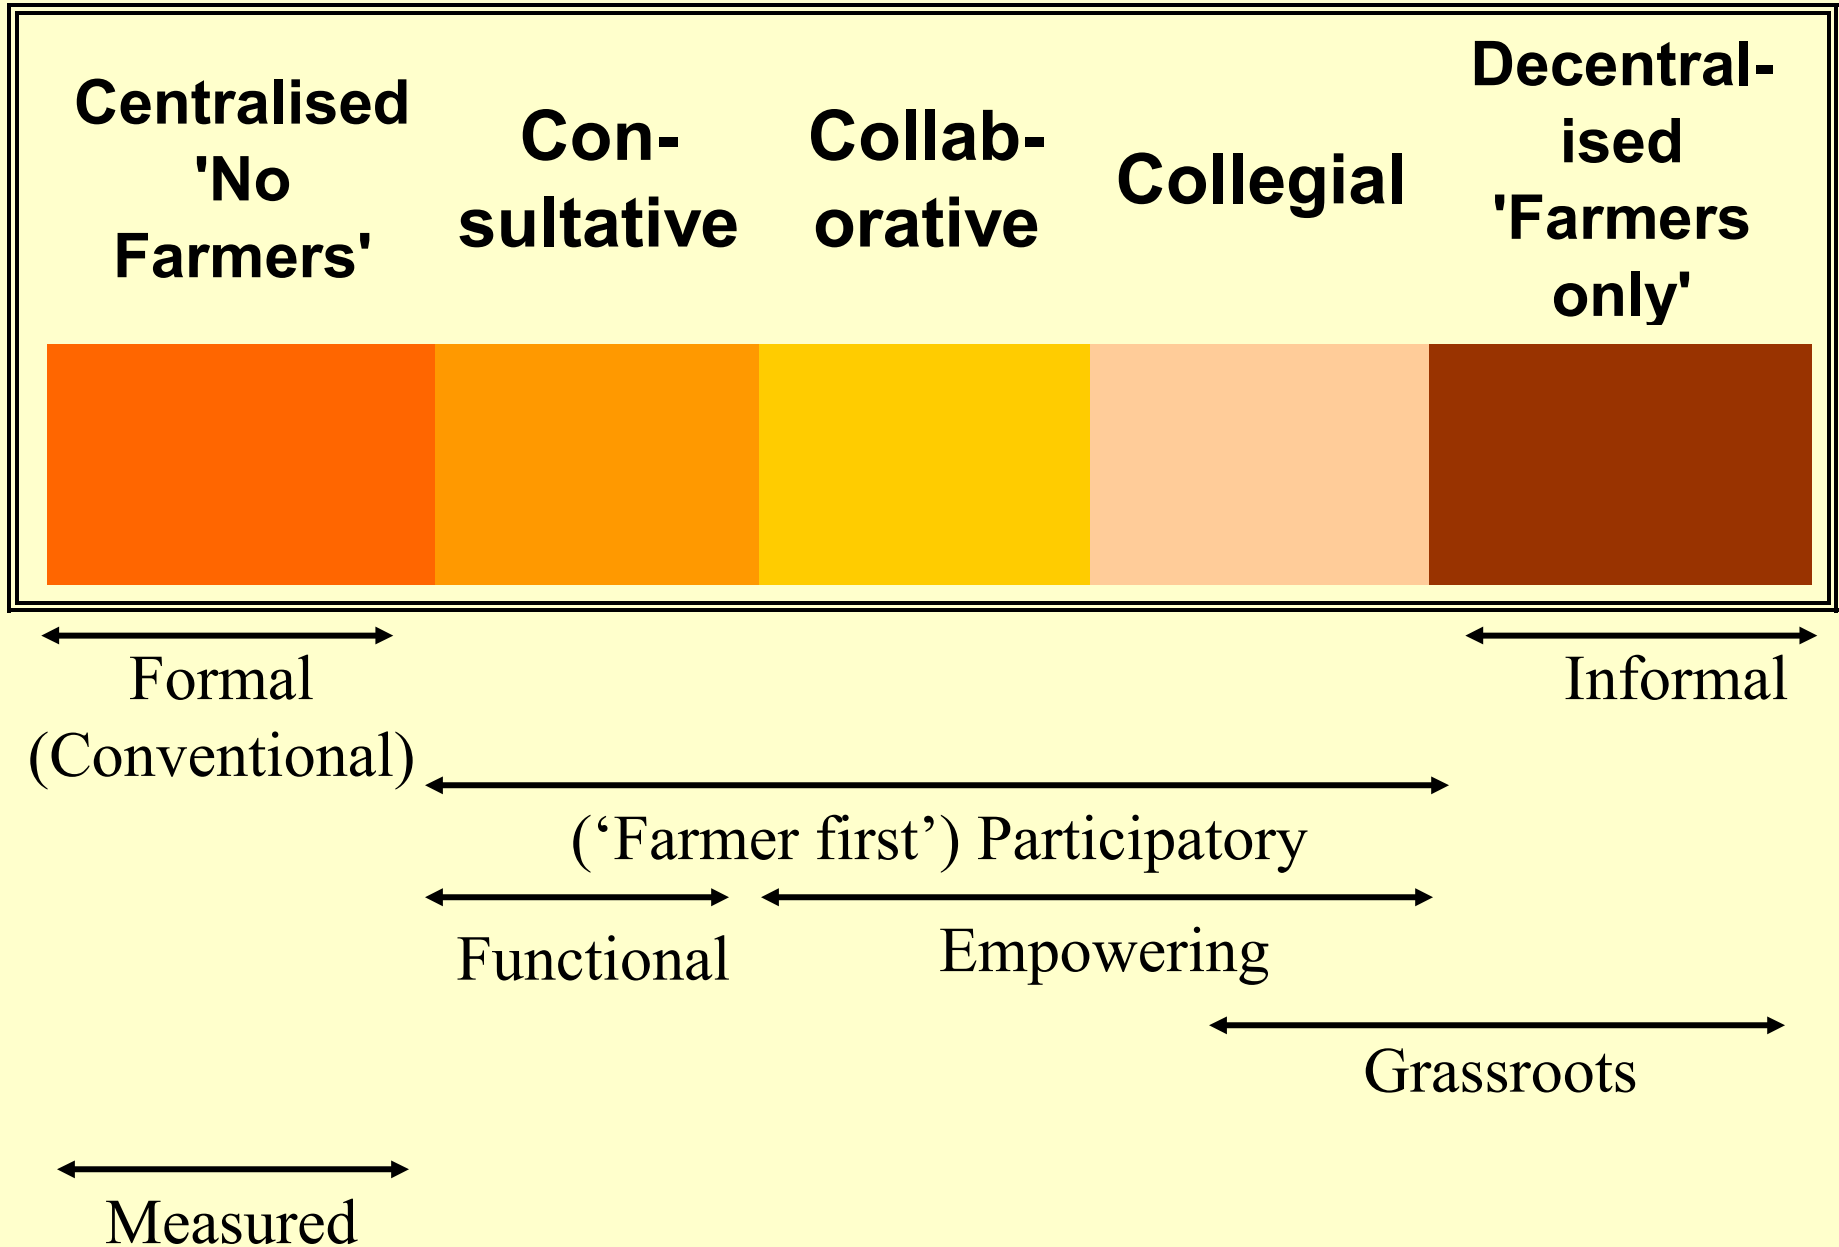 Centralised
'No
Farmers'
Con-
sultative
Collab-
orative
Collegial
Decentral-
ised
'Farmers
only'
Formal
(Conventional)
Informal
(‘Farmer first’) Participatory
Functional
Empowering
Grassroots
Measured